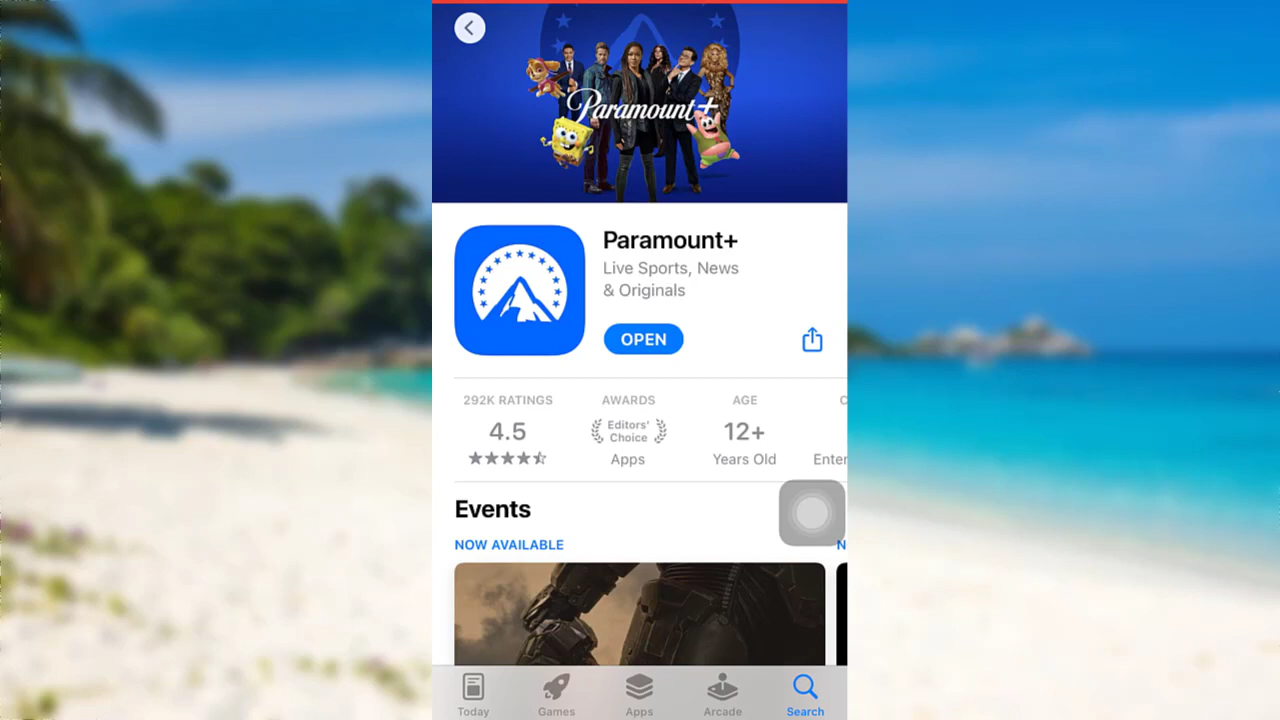 Paramount+
Paramount+
Live Sports, News
& Originals
OPEN
292K RATINGS
4.5
AWARDS
Editors'
Choice
Apps
AGE
12+
Years Old
Events
NOW AVAILABLE
Today
Games
Apps
Arcade
Search